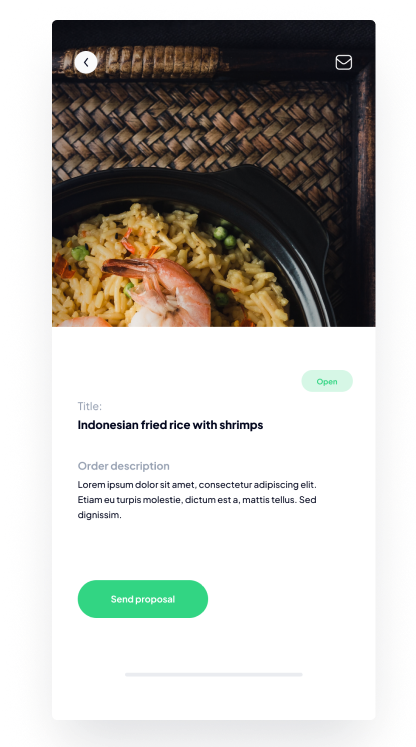 Open
Title:
Indonesian fried rice with shrimps
Order description
Lorem ipsum dolor sit amet, consectetur adipiscing elit.
Etiam eu turpis molestie, dictum est a, mattis tellus. Sed
dignissim.
Send proposal